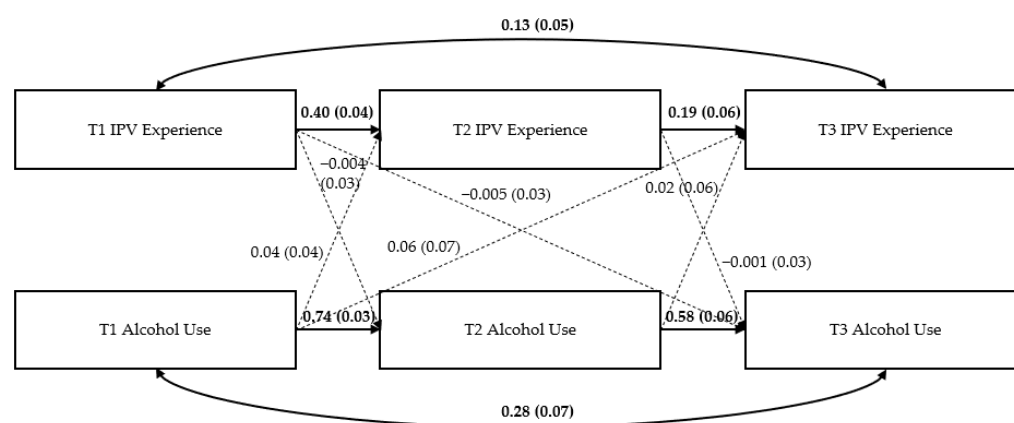 0.13 (0.05)
0.40 (0.04)
0.19 (0.06)
T1 IPV Experience
T2 IPV Experience
T3 IPV Experience
−0.004
(0.03)
−0.005 (0.03)
0.02 (0.06)
0.04 (0.04)
0.06 (0.07)
−0.001 (0.03)
0.74 (0.03)
0.58 (0.06)
T1 Alcohol Use
T2 Alcohol Use
T3 Alcohol Use
0.28 (0.07)